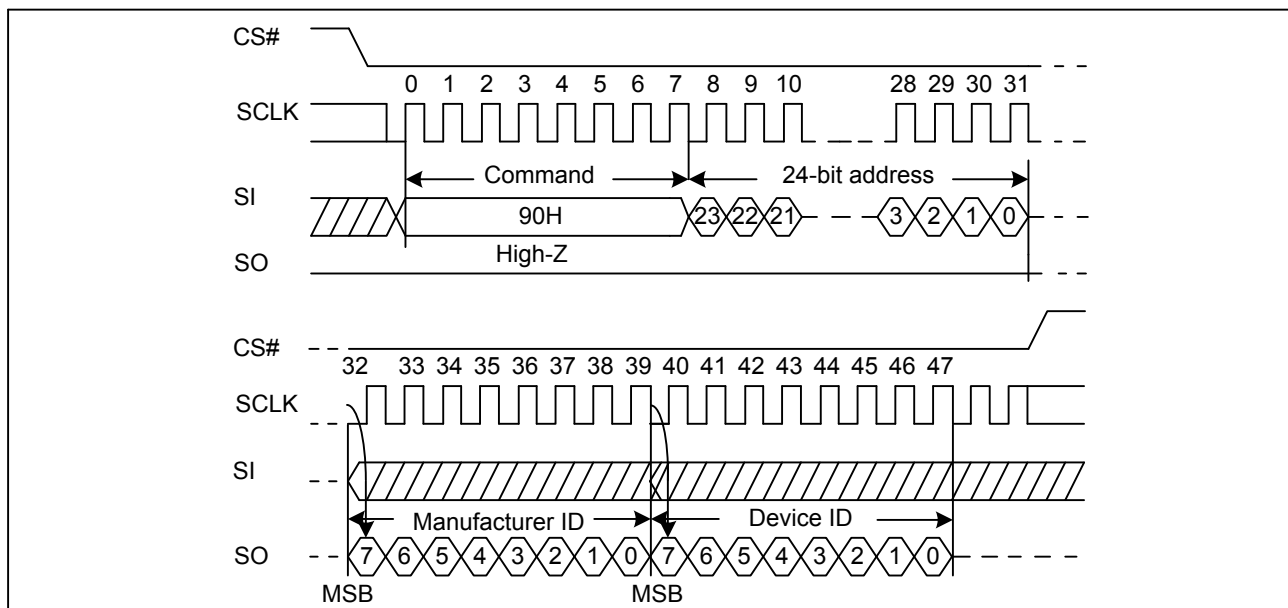 CS#
0 1 2 3 4 5 6 7 8 9 10 28 29 30 31
SCLK
Command 24-bit address
SI
90H 23 22 21 3 2 1 0
High-Z
SO
CS#
32 33 34 35 36 37 38 39 40 41 42 43 44 45 46 47
SCLK
SI
Manufacturer ID Device ID
SO 7 6 5 4 3 2 1 0 7 6 5 4 3 2 1 0
MSB MSB